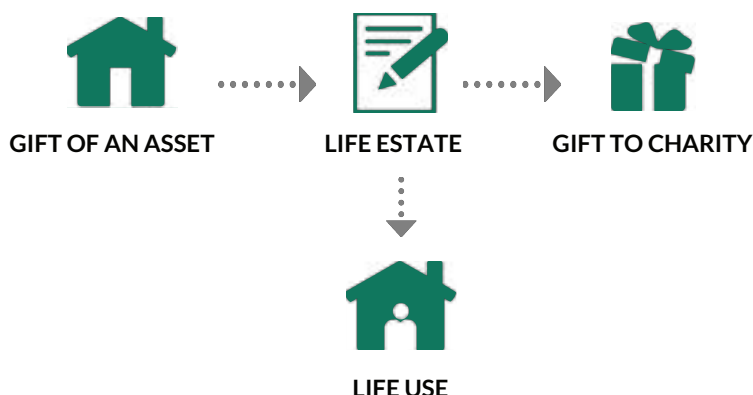 GIFT OF AN ASSET
LIFE ESTATE
GIFT TO CHARITY
LIFE USE